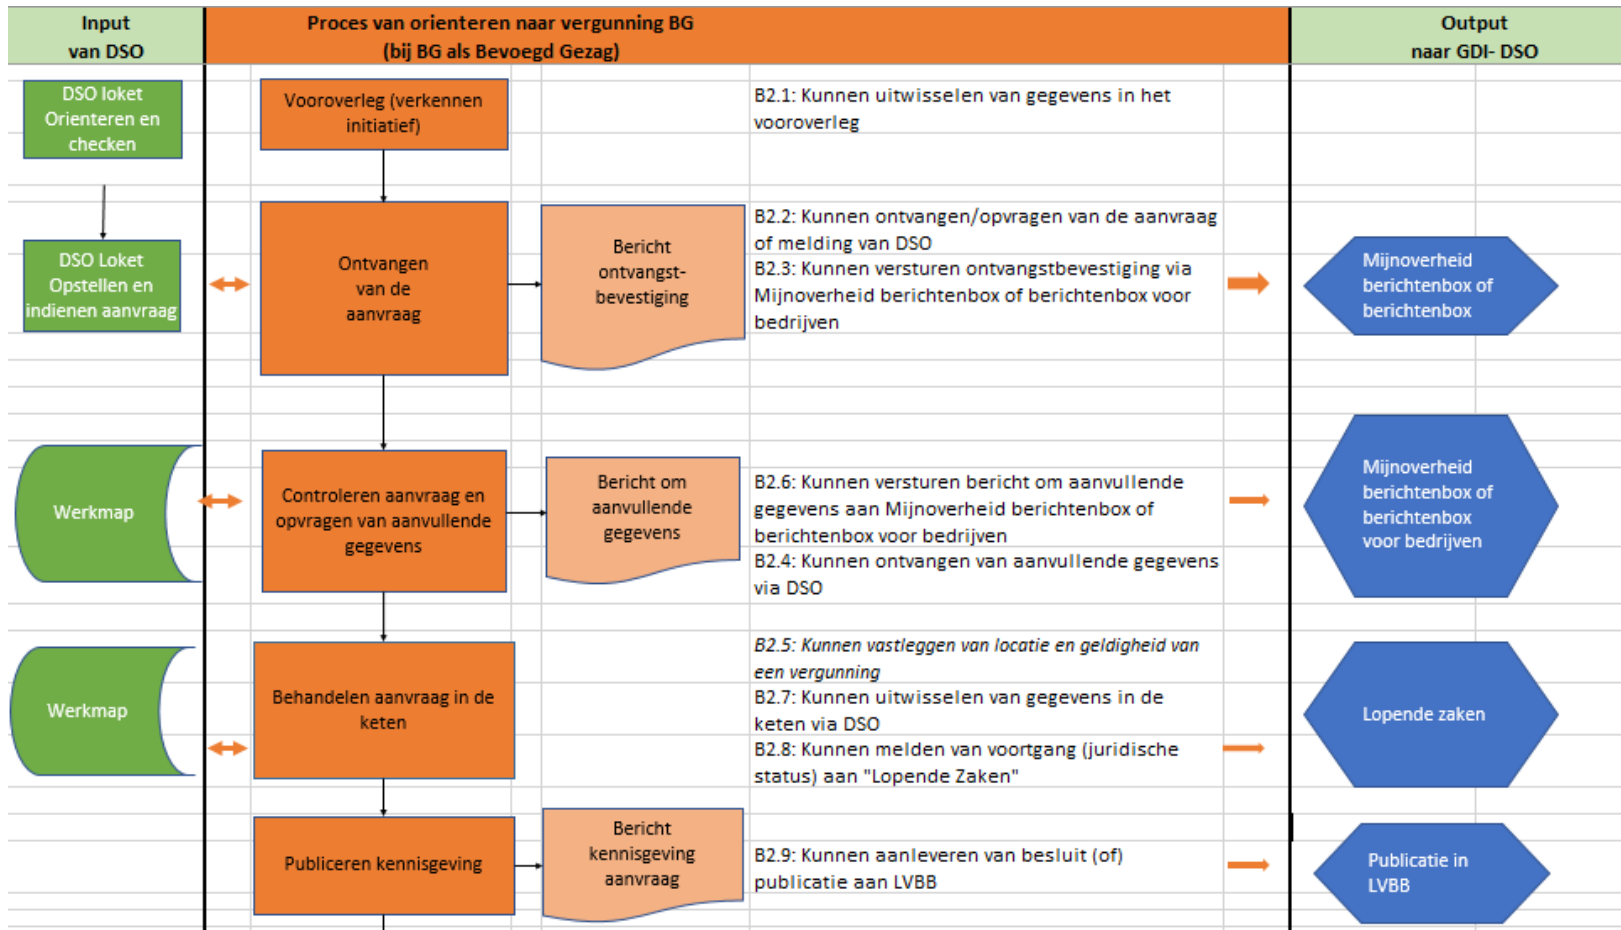 Input
van DSO
Proces van orienteren naar vergunning BG
(bij BG als Bevoegd Gezag)
Output
naar GDI- DSO
DSO loket
Orienteren en
checken
Vooroverleg (verkennen
initiatief)
B2.1: Kunnen uitwisselen van gegevens in het
vooroverleg
DSO Loket
Opstellen en
indienen aanvraag
Ontvangen
van de
aanvraag
Bericht
ontvangst-
bevestiging
B2.2: Kunnen ontvangen/opvragen van de aanvraag
of melding van DSO
B2.3: Kunnen versturen ontvangstbevestiging via
Mijnoverheid berichtenbox of berichtenbox voor
bedrijven
Mijnoverheid
berichtenbox of
berichtenbox
Werkmap
Controleren aanvraag en
opvragen van aanvullende
gegevens
Bericht om
aanvullende
gegevens
B2.6: Kunnen versturen bericht om aanvullende
gegevens aan Mijnoverheid berichtenbox of
berichtenbox voor bedrijven
B2.4: Kunnen ontvangen van aanvullende gegevens
via DSO
Mijnoverheid
berichtenbox of
berichtenbox
voor bedrijven
Werkmap
Behandelen aanvraag in de
keten
B2.5: Kunnen vastleggen van locatie en geldigheid van
een vergunning
B2.7: Kunnen uitwisselen van gegevens in de
keten via DSO
B2.8: Kunnen melden van voortgang (juridische
status) aan "Lopende Zaken"
Lopende zaken
Publiceren kennisgeving
Bericht
kennisgeving
aanvraag
B2.9: Kunnen aanleveren van besluit (of)
publicatie aan LVBB
Publicatie in
LVBB